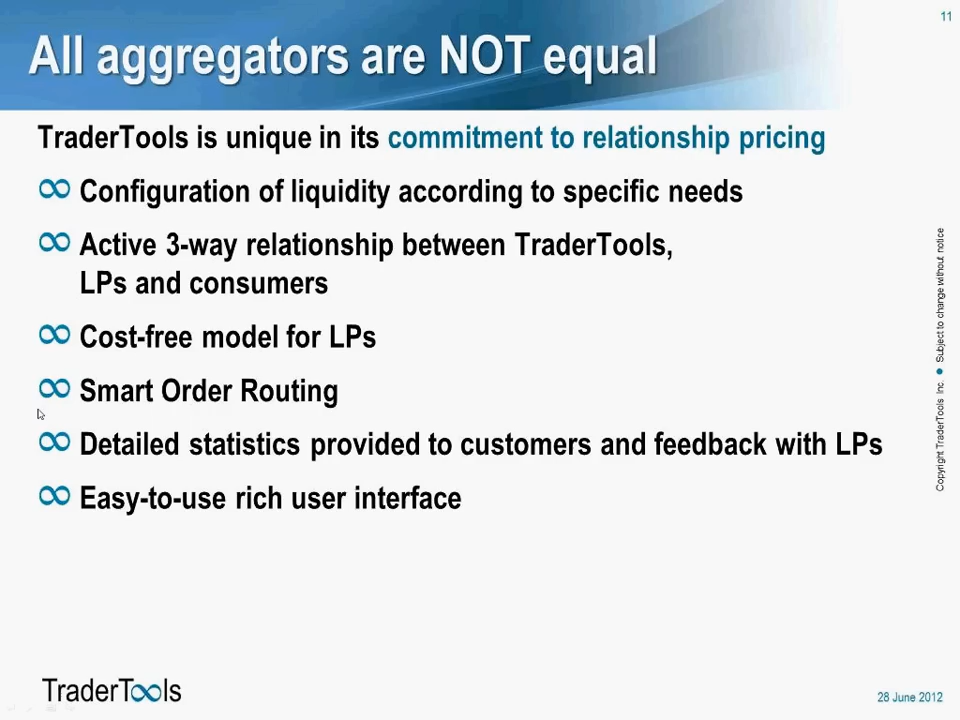 11
All aggregators are NOT equal
TraderTools is unique in its commitment to relationship pricing
∞ Configuration of liquidity according to specific needs
∞ Active 3-way relationship between TraderTools,
LPs and consumers
∞ Cost-free model for LPs
∞ Smart Order Routing
∞ Detailed statistics provided to customers and feedback with LPs
∞ Easy-to-use rich user interface
Copyright TraderTools Inc. ● Subject to change without notice
TraderTools
28 June 2012